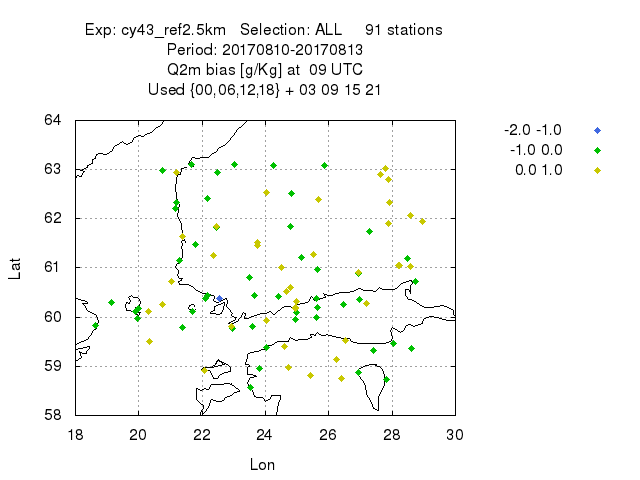 Exp: cy43_ref2.5km Selection: ALL 91 stations
Period: 20170810-20170813
Q2m bias [g/Kg] at 09 UTC
Used {00,06,12,18} + 03 09 15 21
-2.0 -1.0
-1.0 0.0
0.0 1.0
64
63
62
61
60
59
58
Lat
18 20 22 24 26 28 30
Lon